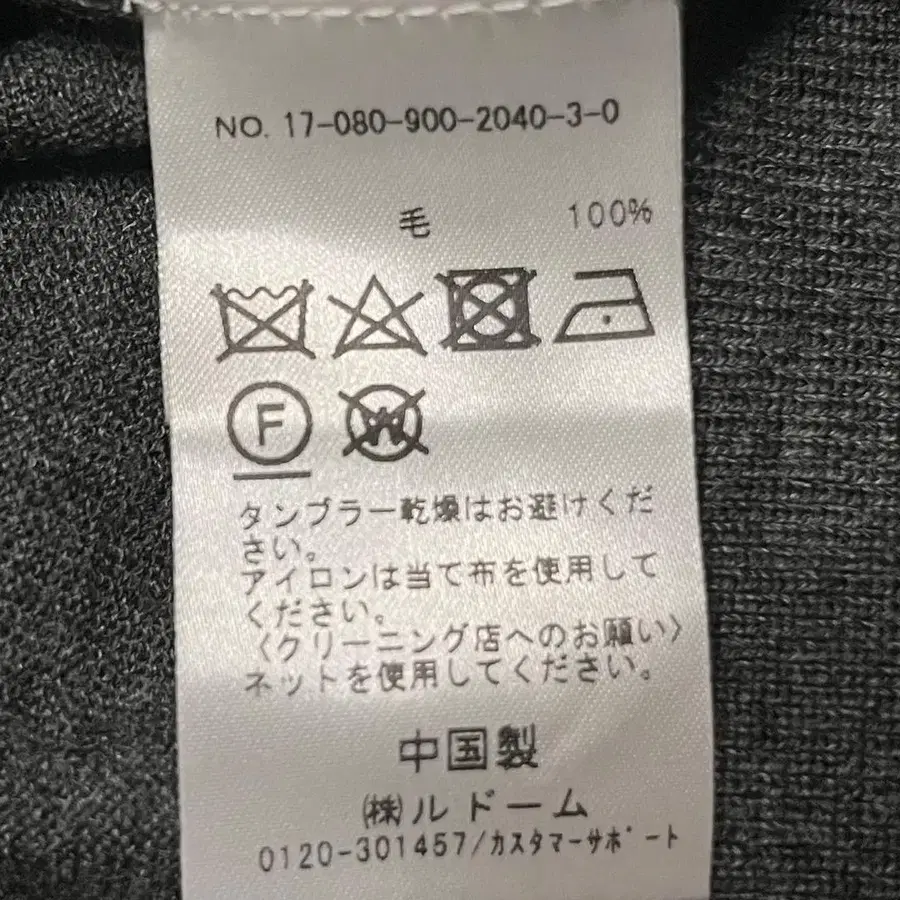 NO. 17-080-900-2040-3-0
毛 100%
F
W
タンブラー乾燥はお避けくだ
さい。
アイロンは当て布を使用して
ください。
〈クリーニング店へのお願い〉
ネットを使用してください。
中国製
(株)ルドーム
0120-301457/カスタマーサポート